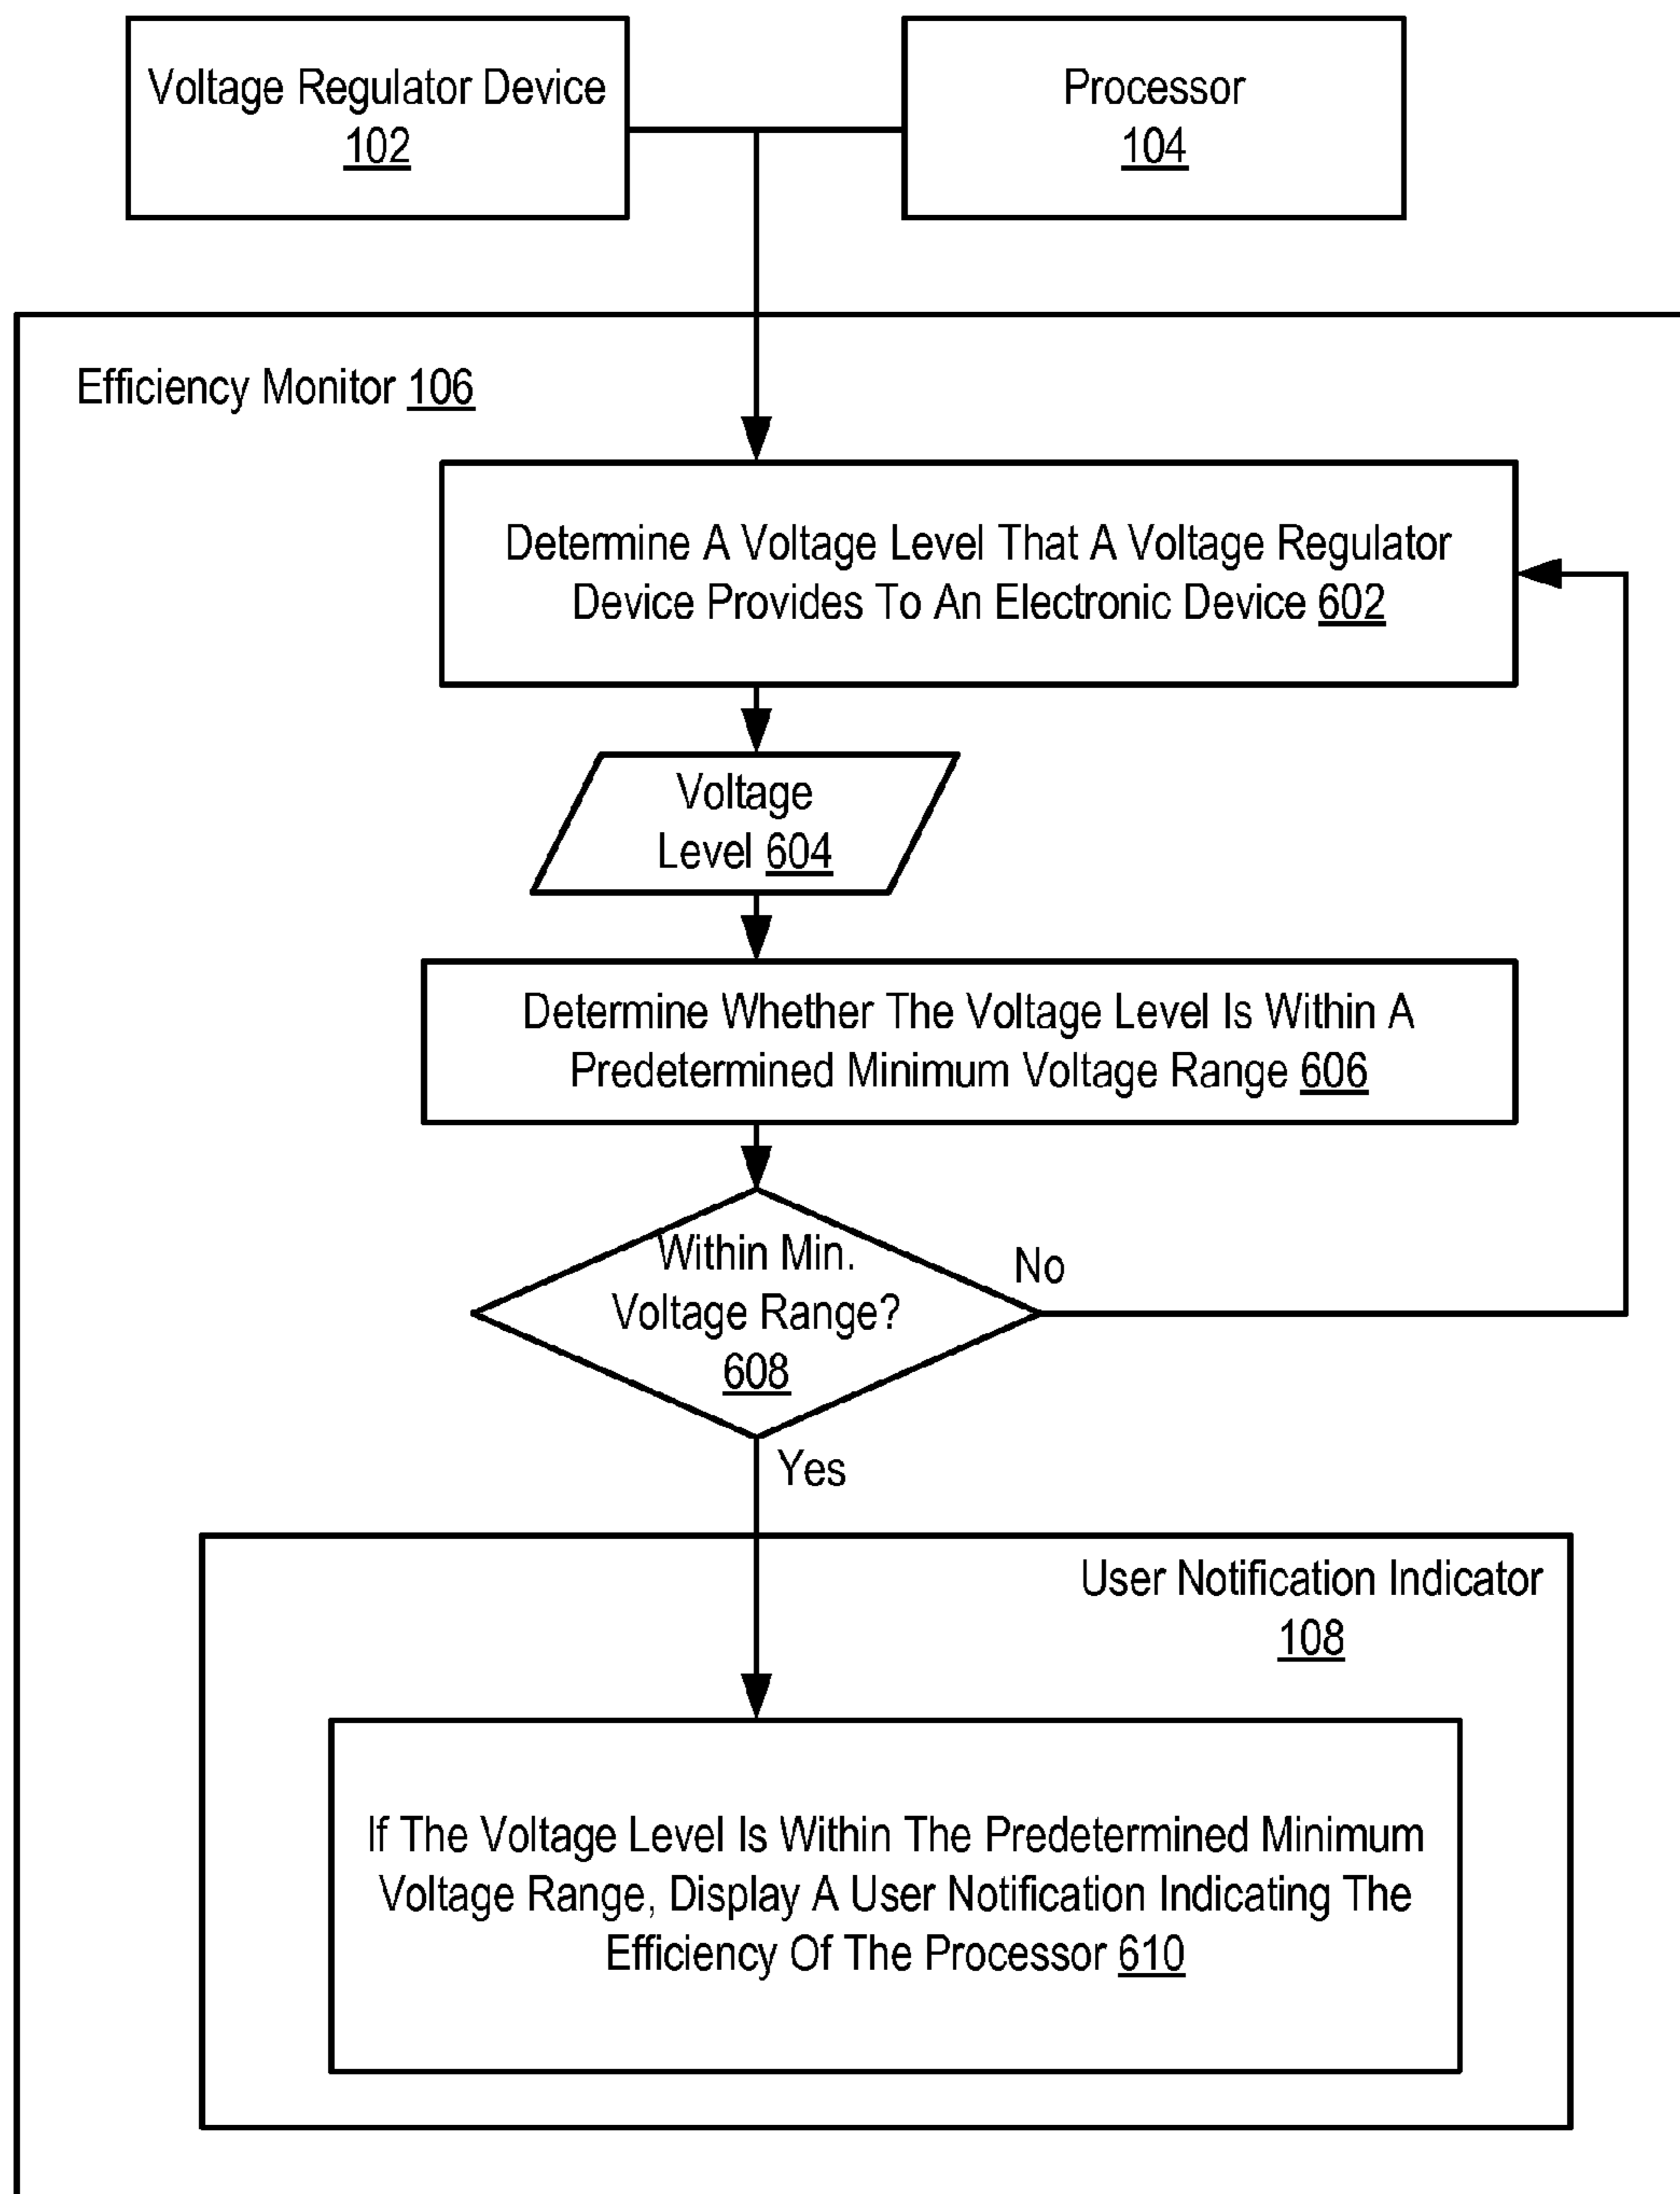 Voltage Regulator Device
102
Processor
104
Efficiency Monitor 106
Determine A Voltage Level That A Voltage Regulator
Device Provides To An Electronic Device 602
Voltage
Level 604
Determine Whether The Voltage Level Is Within A
Predetermined Minimum Voltage Range 606
Within Min.
Voltage Range?
608
No
Yes
User Notification Indicator
108
If The Voltage Level Is Within The Predetermined Minimum
Voltage Range, Display A User Notification Indicating The
Efficiency Of The Processor 610